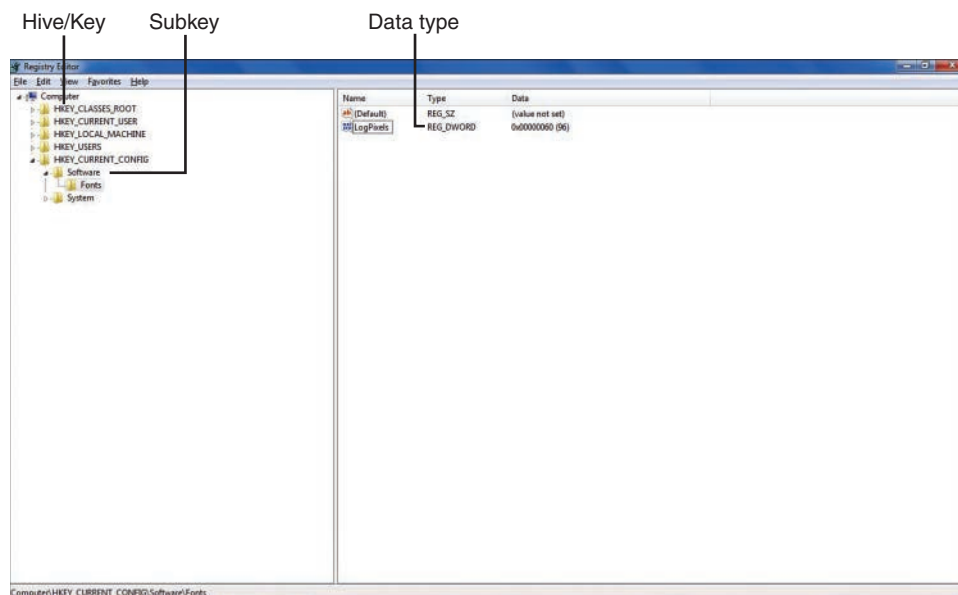 Hive/Key Subkey Data type
Registry Editor
File Edit View Favorites Help
Computer
HKEY_CLASSES_ROOT
HKEY_CURRENT_USER
HKEY_LOCAL_MACHINE
HKEY_USERS
HKEY_CURRENT_CONFIG
Software
Fonts
System
Name Type Data
ab (Default) REG_SZ (value not set)
LogPixels REG_DWORD 0x00000060 (96)
Computer\HKEY_CURRENT_CONFIG\Software\Fonts